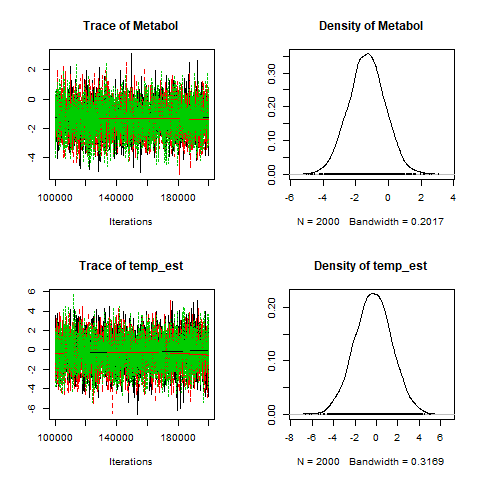 Trace of Metabol
2
0
-2
-4
100000 140000 180000
Iterations
Density of Metabol
0.30
0.20
0.10
0.00
-6 -4 -2 0 2 4
N = 2000 Bandwidth = 0.2017
Trace of temp_est
6
4
2
0
-2
-4
-6
100000 140000 180000
Iterations
Density of temp_est
0.20
0.10
0.00
-8 -6 -4 -2 0 2 4 6
N = 2000 Bandwidth = 0.3169